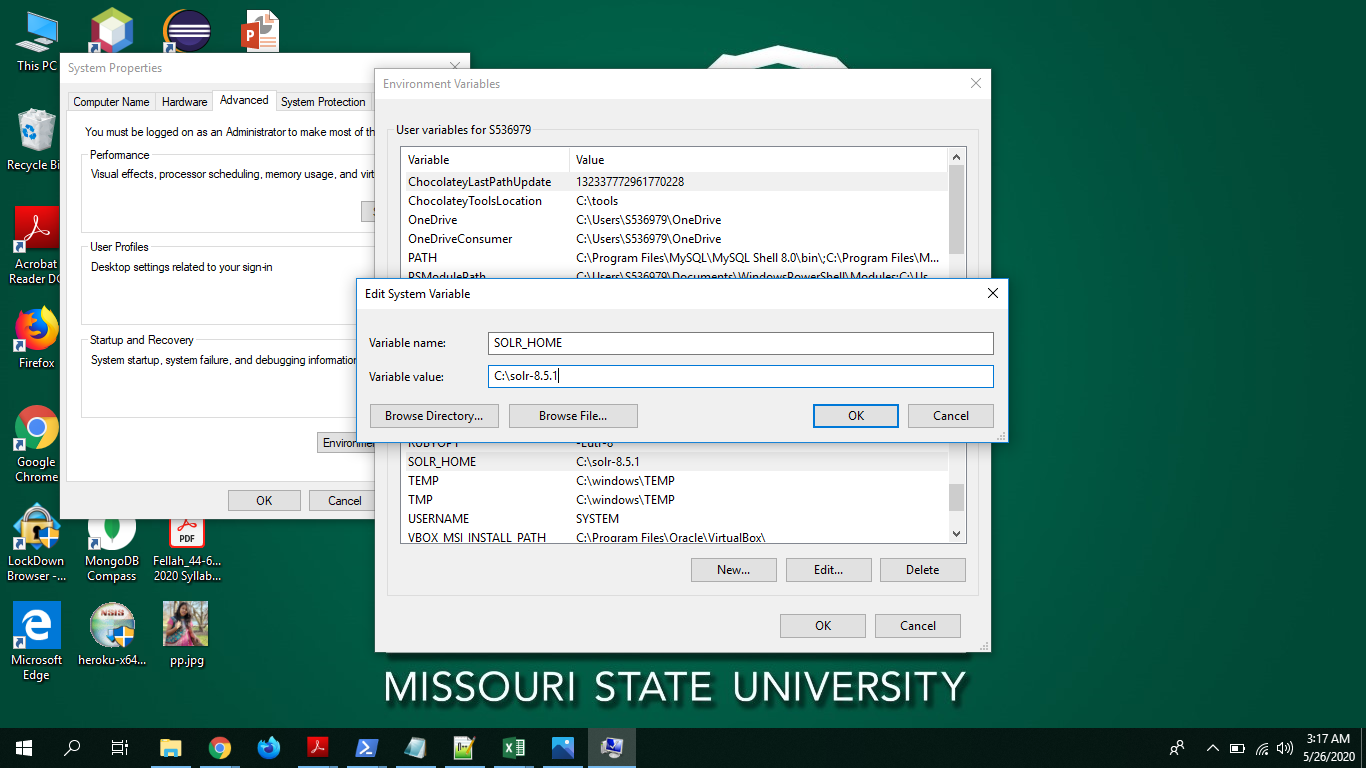 This PC
Recycle Bi
Acrobat
Reader DC
Firefox
Google
Chrome
LockDown
Browser -...
MongoDB
Compass
PDF
Fellah_44-6...
2020 Syllab...
Microsoft
Edge
heroku-x64...
pp.jpg
System Properties
Computer Name
Hardware
Advanced
System Protection
You must be logged on as an Administrator to make most of th
Performance
Visual effects, processor scheduling, memory usage, and virt
User Profiles
Desktop settings related to your sign-in
Startup and Recovery
System startup, system failure, and debugging information
Environme
OK
Cancel
Environment Variables
User variables for S536979
Variable Value
ChocolateyLastPathUpdate 132337772961770228
ChocolateyToolsLocation C:\tools
OneDrive C:\Users\S536979\OneDrive
OneDriveConsumer C:\Users\S536979\OneDrive
PATH C:\Program Files\MySQL\MySQL Shell 8.0\bin\;C:\Program Files\M...
PSModulePath C:\Users\S536979\Documents\WindowsPowerShell\Modules;C:\Us...
Edit System Variable
Variable name: SOLR_HOME
Variable value: C:\solr-8.5.1
Browse Directory... Browse File... OK Cancel
RUBYOPT -Eutf-8
SOLR_HOME C:\solr-8.5.1
TEMP C:\windows\TEMP
TMP C:\windows\TEMP
USERNAME SYSTEM
VBOX_MSI_INSTALL_PATH C:\Program Files\Oracle\VirtualBox\
New... Edit... Delete
OK Cancel
MISSOURI STATE UNIVERSITY
3:17 AM
5/26/2020